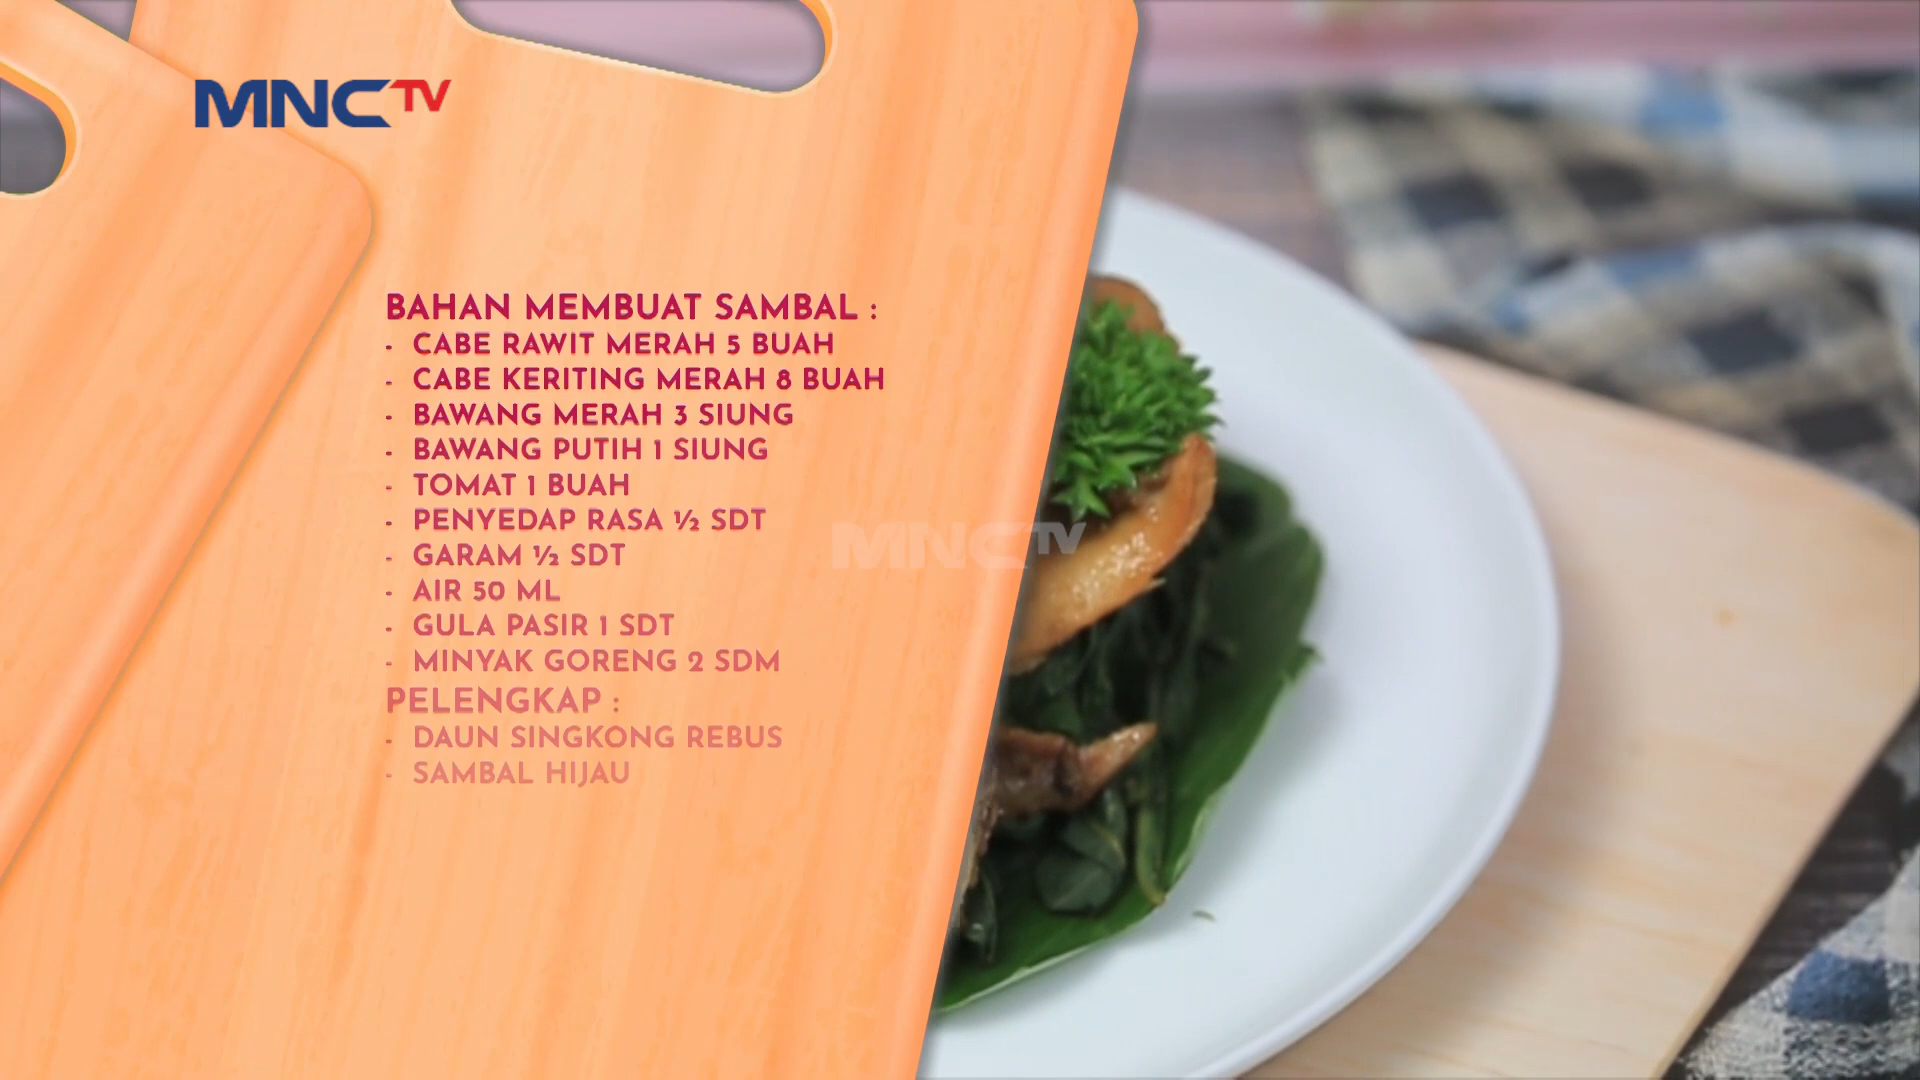 MNCTV
BAHAN MEMBUAT SAMBAL :
- CABE RAWIT MERAH 5 BUAH
- CABE KERITING MERAH 8 BUAH
- BAWANG MERAH 3 SIUNG
- BAWANG PUTIH 1 SIUNG
- TOMAT 1 BUAH
- PENYEDAP RASA ½ SDT
- GARAM ½ SDT
- AIR 50 ML
- GULA PASIR 1 SDT
- MINYAK GORENG 2 SDM
PELENGKAP :
- DAUN SINGKONG REBUS
- SAMBAL HIJAU
MNCTV